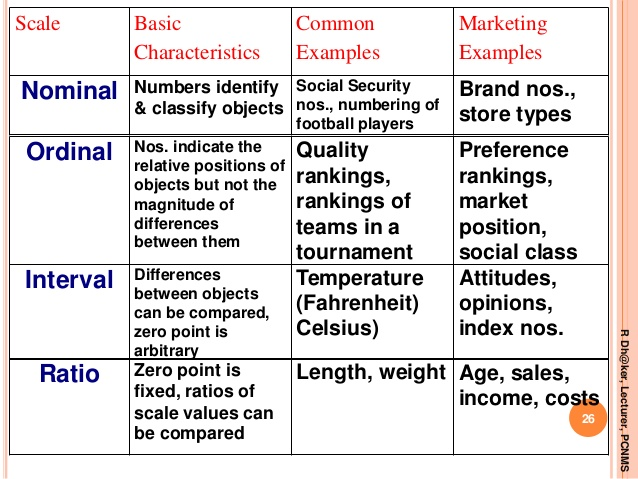 Scale
Basic
Characteristics
Common
Examples
Marketing
Examples
Nominal
Numbers identify
& classify objects
Social Security
nos., numbering of
football players
Brand nos.,
store types
Ordinal
Nos. indicate the
relative positions of
objects but not the
magnitude of
differences
between them
Quality
rankings,
rankings of
teams in a
tournament
Preference
rankings,
market
position,
social class
Interval
Differences
between objects
can be compared,
zero point is
arbitrary
Temperature
(Fahrenheit)
Celsius)
Attitudes,
opinions,
index nos.
Ratio
Zero point is
fixed, ratios of
scale values can
be compared
Length, weight
Age, sales,
income, costs
26
R Dh@ker, Lecturer, PCNMS